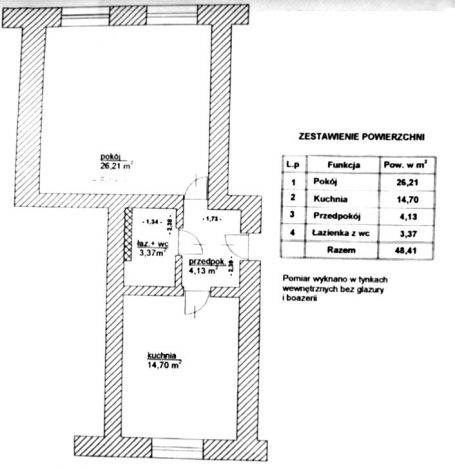 pokój
26,21 m²
ZESTAWIENIE POWIERZCHNI
L.p Funkcja Pow. w m²
1 Pokój 26,21
2 Kuchnia 14,70
3 Przedpokój 4,13
4 Łazienka z wc 3,37
Razem 48,41
- 1,34 -
- 2,38 -
- 1,73 -
łaz.+ wc
3,37m²
przedpok.
4,13 m²
- 2,39 -
Pomiar wyknano w tynkach
wewnętrznych bez glazury
i boazerii
kuchnia
14,70 m²